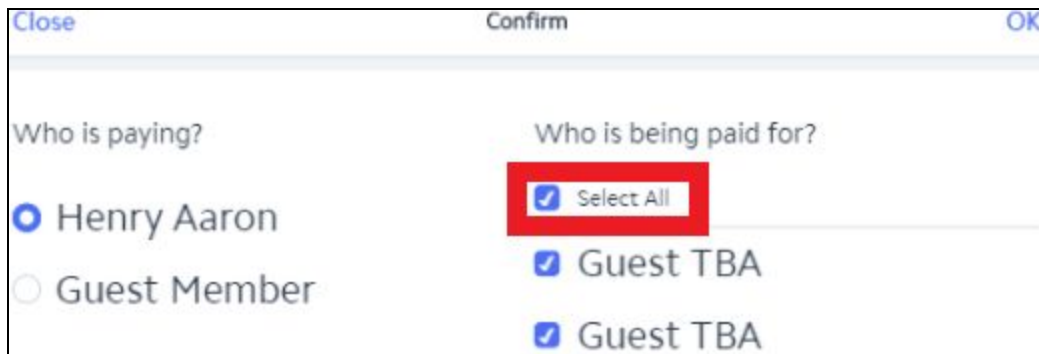 Close Confirm OK
Who is paying? Who is being paid for?
Select All
Henry Aaron
Guest TBA
Guest Member
Guest TBA